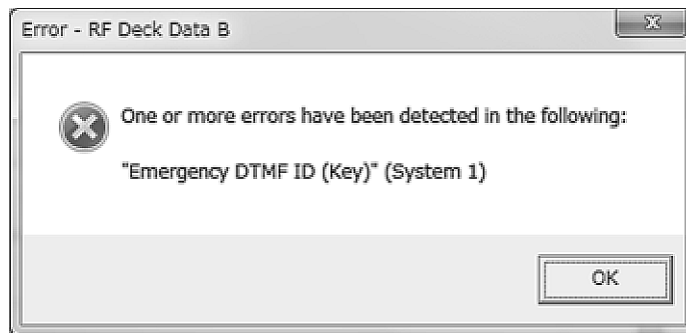 Error - RF Deck Data B
One or more errors have been detected in the following:
"Emergency DTMF ID (Key)" (System 1)
OK